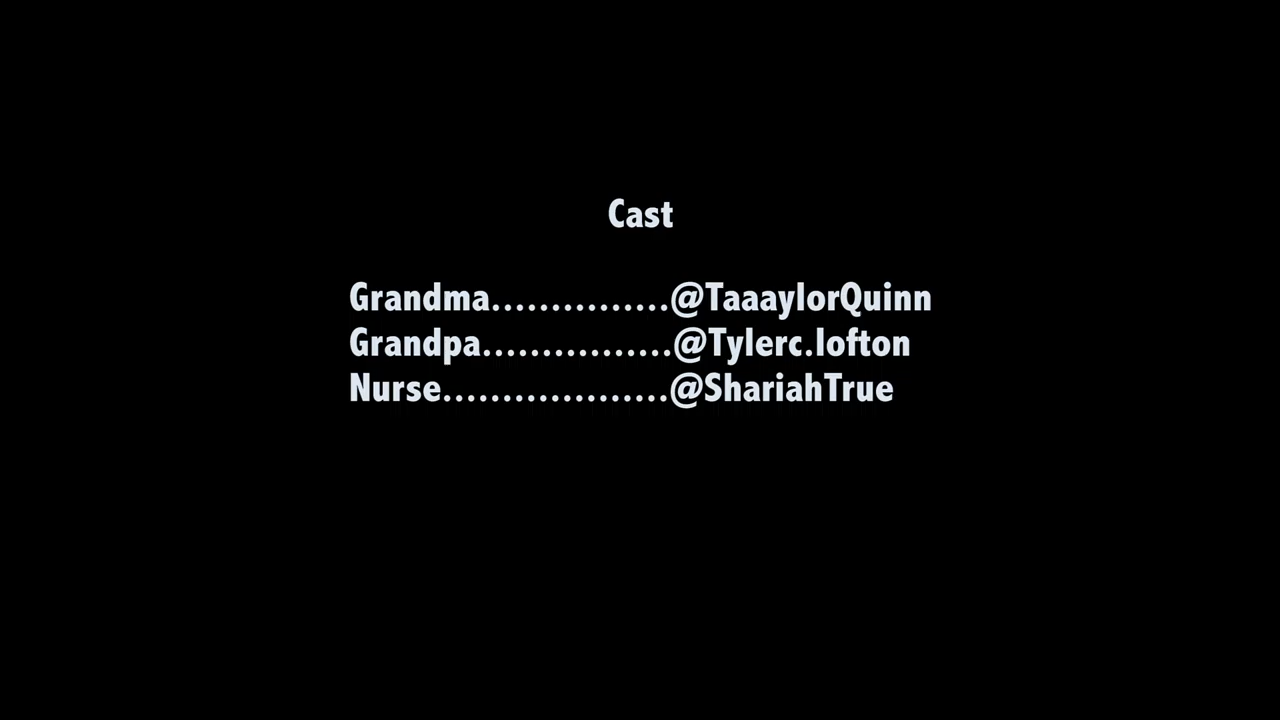 Cast
Grandma...............@TaaaylorQuinn
Grandpa................@Tylerc.lofton
Nurse...................@ShariahTrue